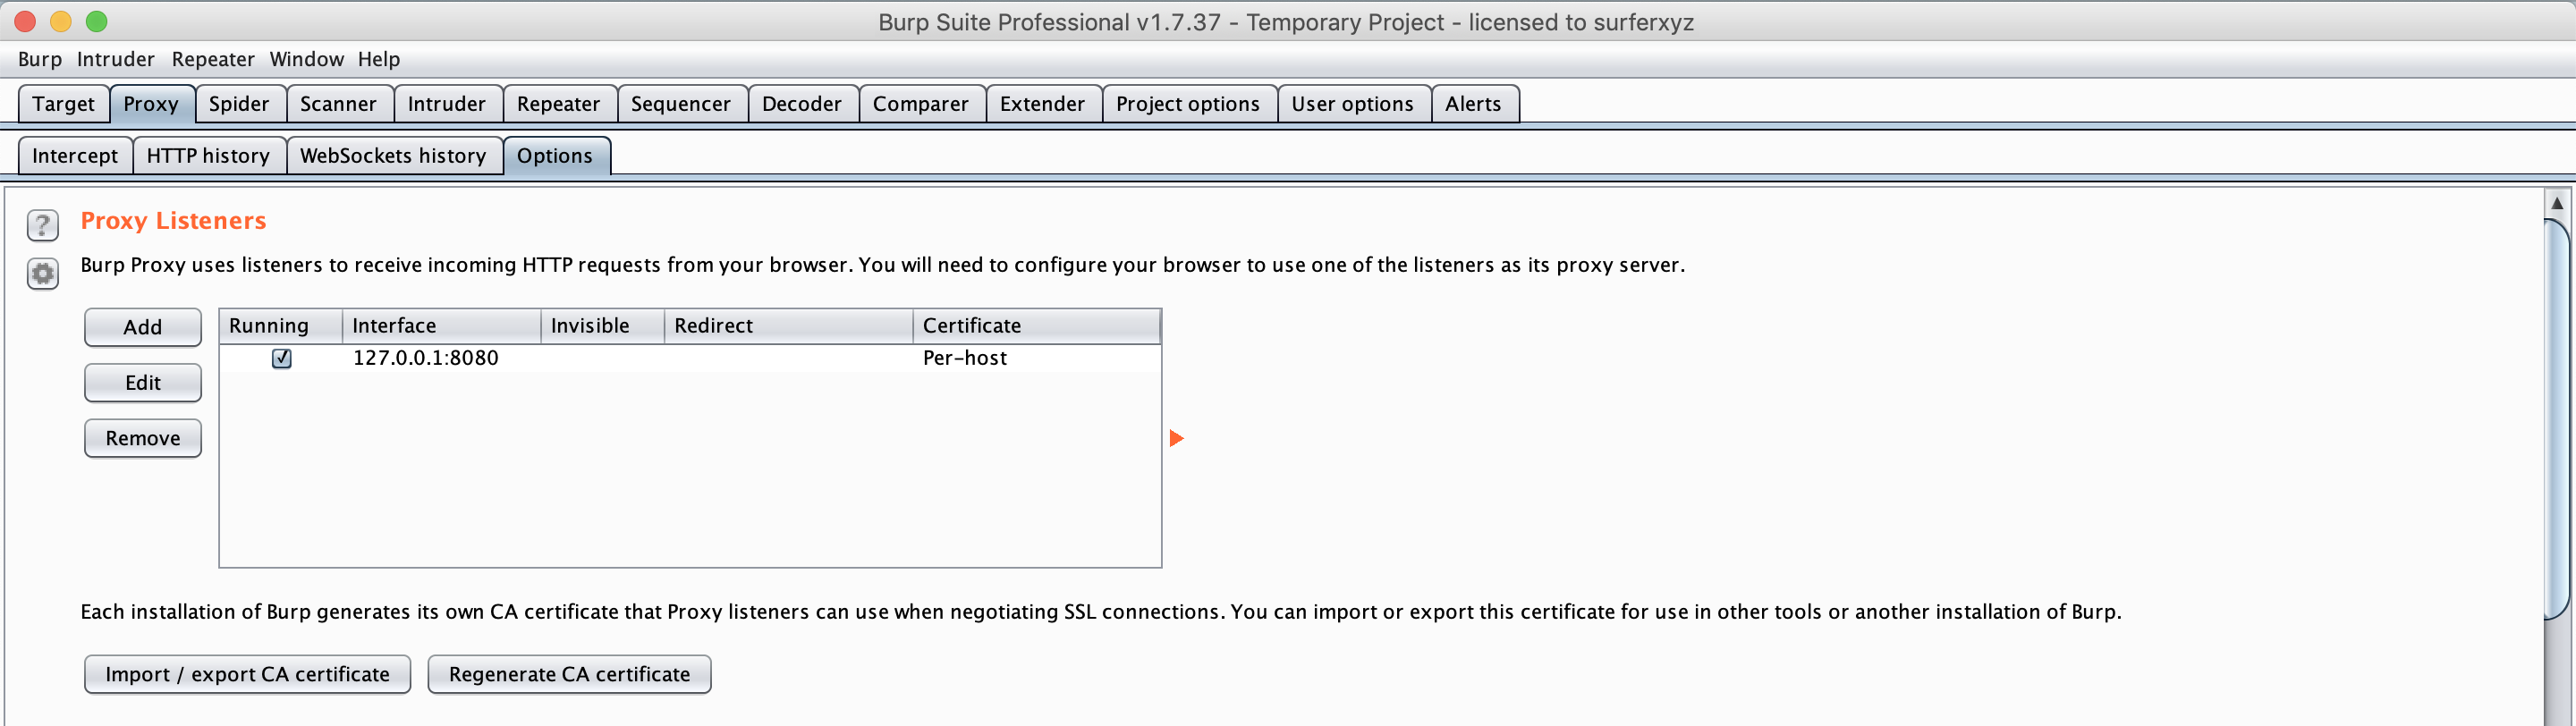 Burp Suite Professional v1.7.37 - Temporary Project - licensed to surferxyz
Burp Intruder Repeater Window Help
Target Proxy Spider Scanner Intruder Repeater Sequencer Decoder Comparer Extender Project options User options Alerts
Intercept HTTP history WebSockets history Options
? Proxy Listeners
Burp Proxy uses listeners to receive incoming HTTP requests from your browser. You will need to configure your browser to use one of the listeners as its proxy server.
Add Running Interface Invisible Redirect Certificate
127.0.0.1:8080 Per-host
Edit
Remove
Each installation of Burp generates its own CA certificate that Proxy listeners can use when negotiating SSL connections. You can import or export this certificate for use in other tools or another installation of Burp.
Import / export CA certificate Regenerate CA certificate